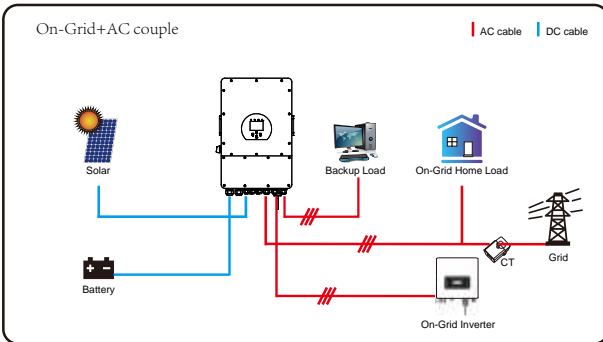 On-Grid+AC couple
AC cable
DC cable
Solar
Backup Load
On-Grid Home Load
CT
Grid
Battery
On-Grid Inverter